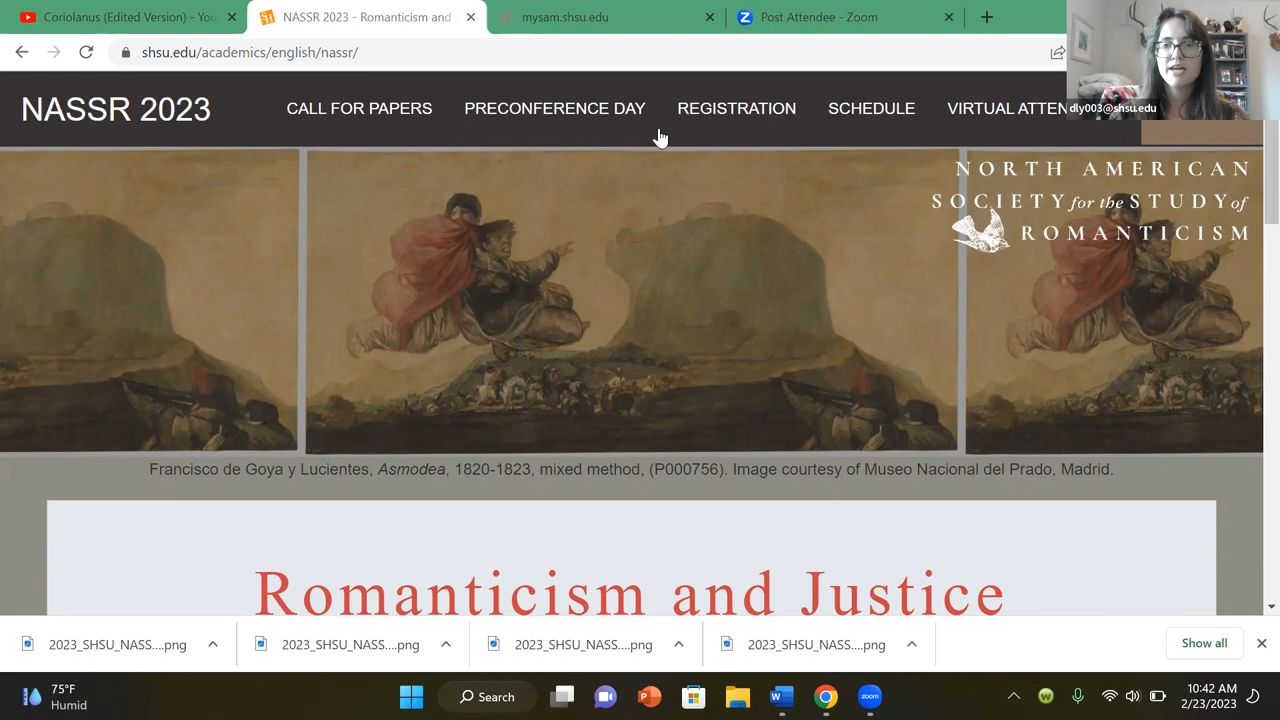 Coriolanus (Edited Version) - You
NASSR 2023 - Romanticism and
mysam.shsu.edu
Post Attendee - Zoom
shsu.edu/academics/english/nassr/
dly003@shsu.edu
NASSR 2023
CALL FOR PAPERS
PRECONFERENCE DAY
REGISTRATION
SCHEDULE
VIRTUAL ATTEN
NORTH AMERICAN
SOCIETY for the STUDY of
ROMANTICISM
Francisco de Goya y Lucientes, Asmodea, 1820-1823, mixed method, (P000756). Image courtesy of Museo Nacional del Prado, Madrid.
Romanticism and Justice
2023_SHSU_NASS....png
2023_SHSU_NASS....png
2023_SHSU_NASS....png
2023_SHSU_NASS....png
Show all
75°F
Humid
Search
zoom
10:42 AM
2/23/2023